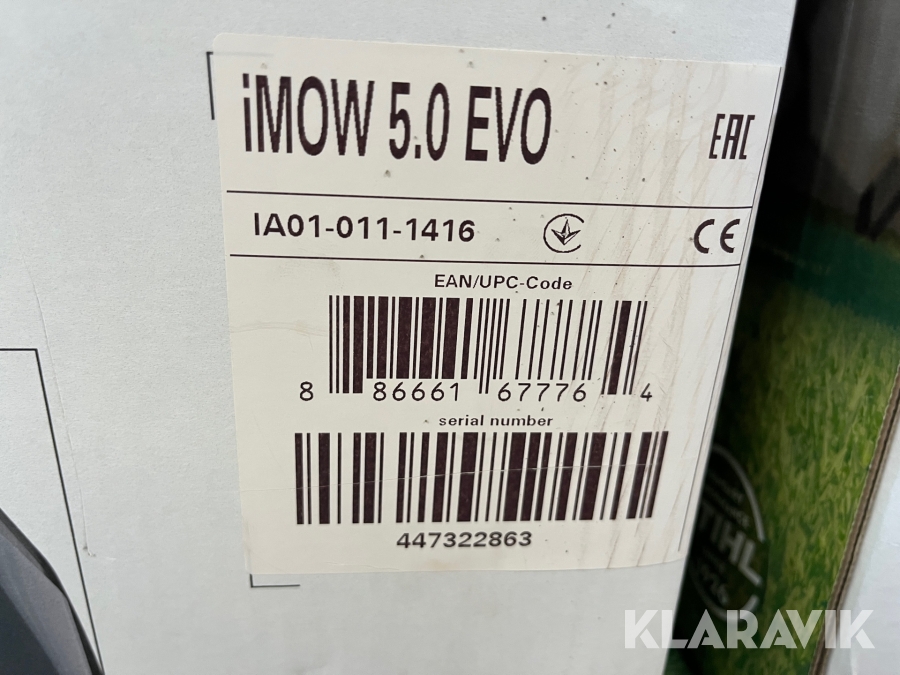 iMOW 5.0 EVO
EAC
IA01-011-1416
CE
EAN/UPC-Code
8 86661 67776 4
serial number
447322863
STIHL
KLARAVIK